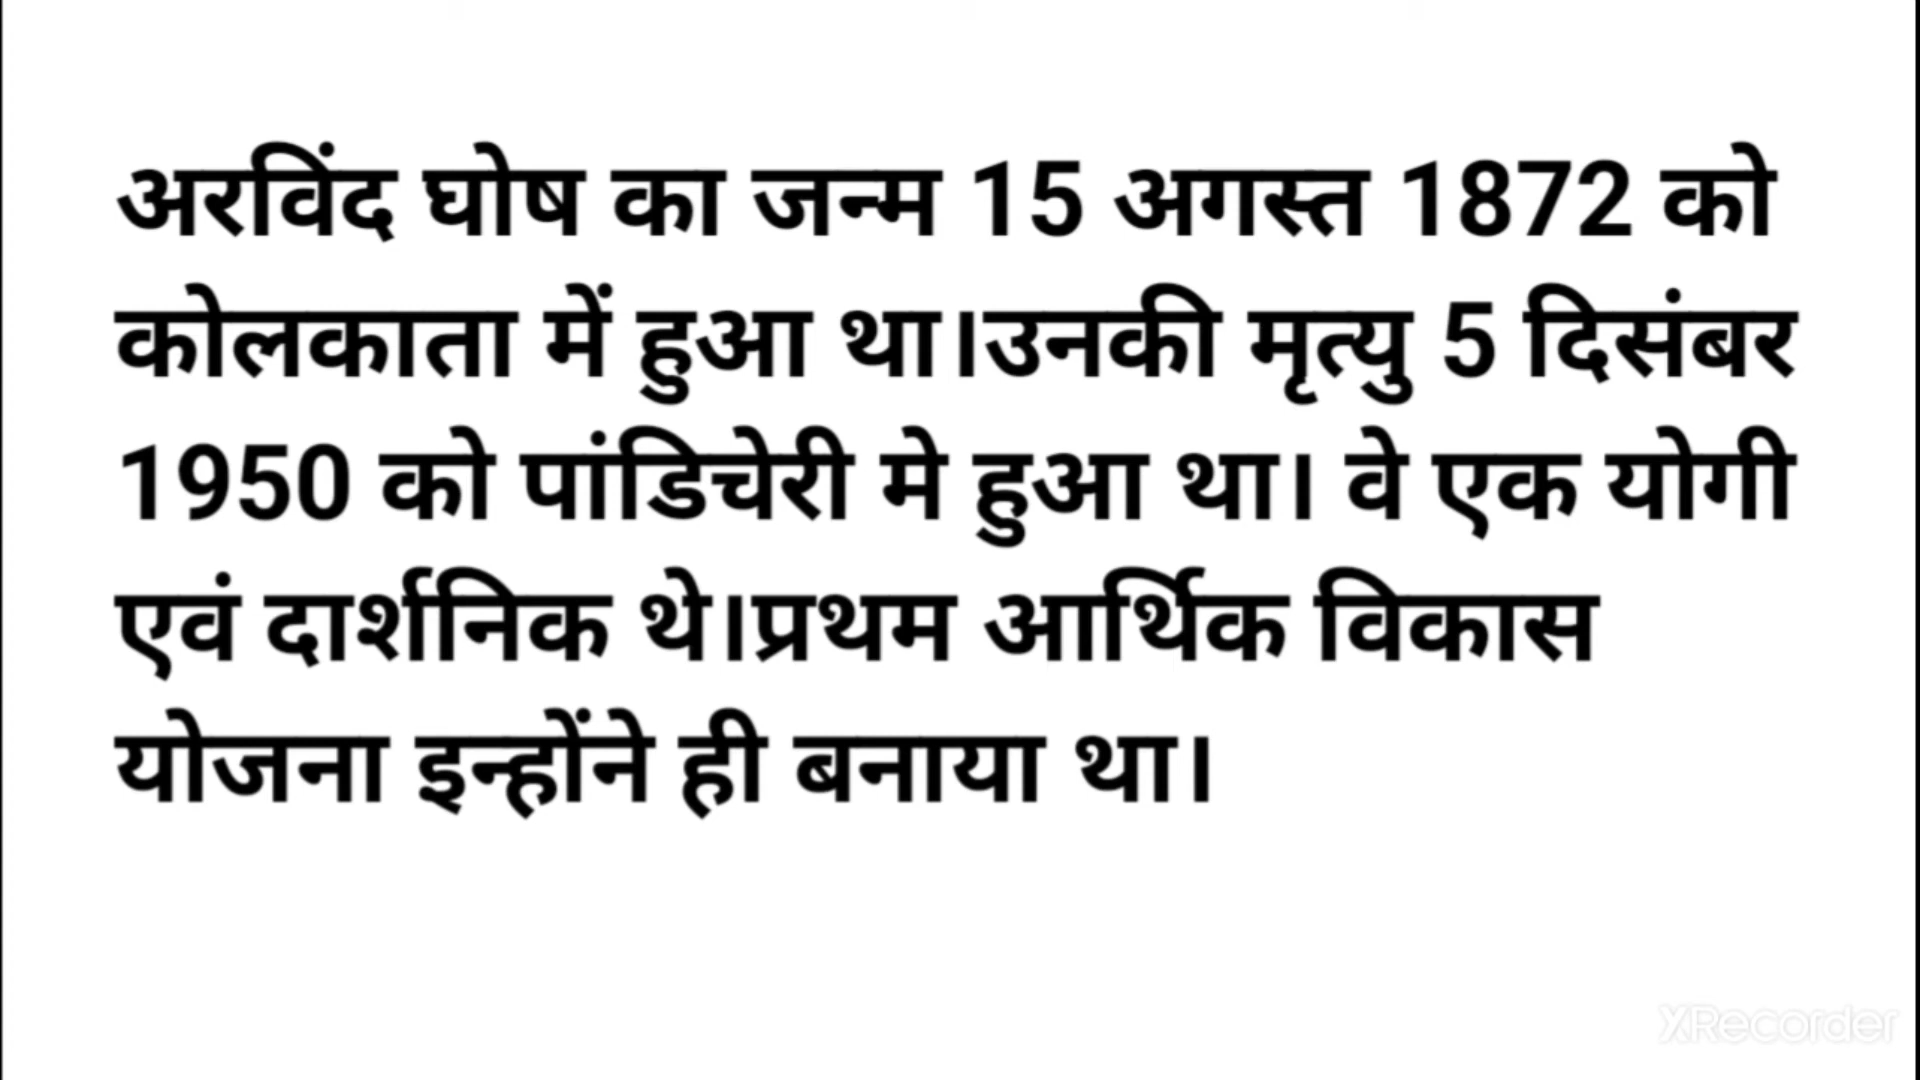 अरविंद घोष का जन्म 15 अगस्त 1872 को
कोलकाता में हुआ था।उनकी मृत्यु 5 दिसंबर
1950 को पांडिचेरी मे हुआ था। वे एक योगी
एवं दार्शनिक थे।प्रथम आर्थिक विकास
योजना इन्होंने ही बनाया था।
XRecorder